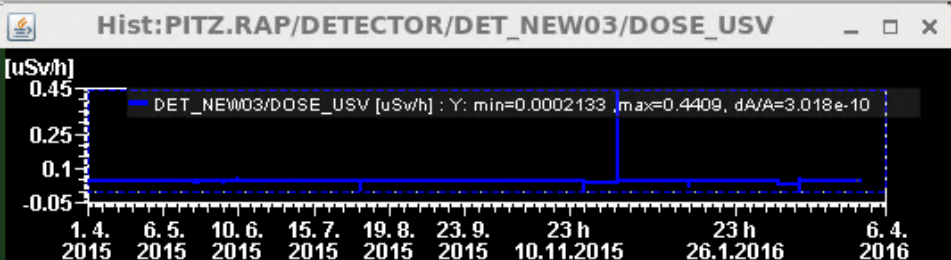 Hist:PITZ.RAP/DETECTOR/DET_NEW03/DOSE_USV
[uSv/h]
DET_NEW03/DOSE_USV [uSv/h] : Y: min=0.0002133 ,max=0.4409, dA/A=3.018e-10
0.45
0.25
0.1
-0.05
1. 4. 6. 5. 10. 6. 15. 7. 19. 8. 23. 9. 23 h 23 h 6. 4.
2015 2015 2015 2015 2015 2015 10.11.2015 26.1.2016 2016